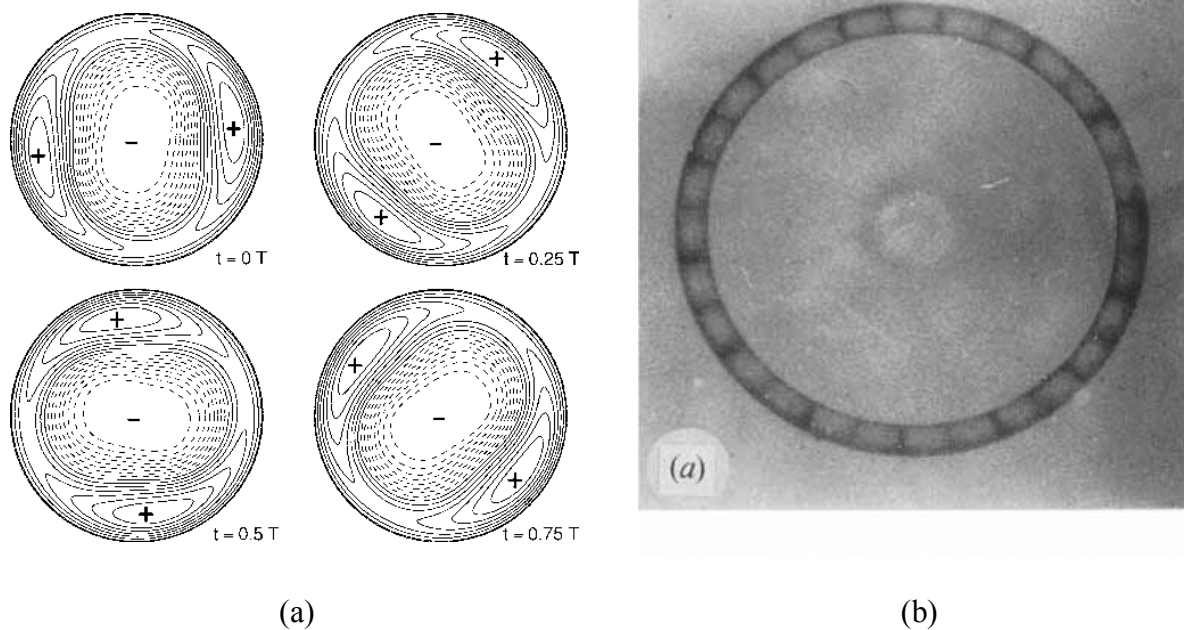 +
+
−
t = 0 T
+
+
−
t = 0.25 T
+
+
−
t = 0.5 T
+
+
−
t = 0.75 T
(a)
(a)
(b)